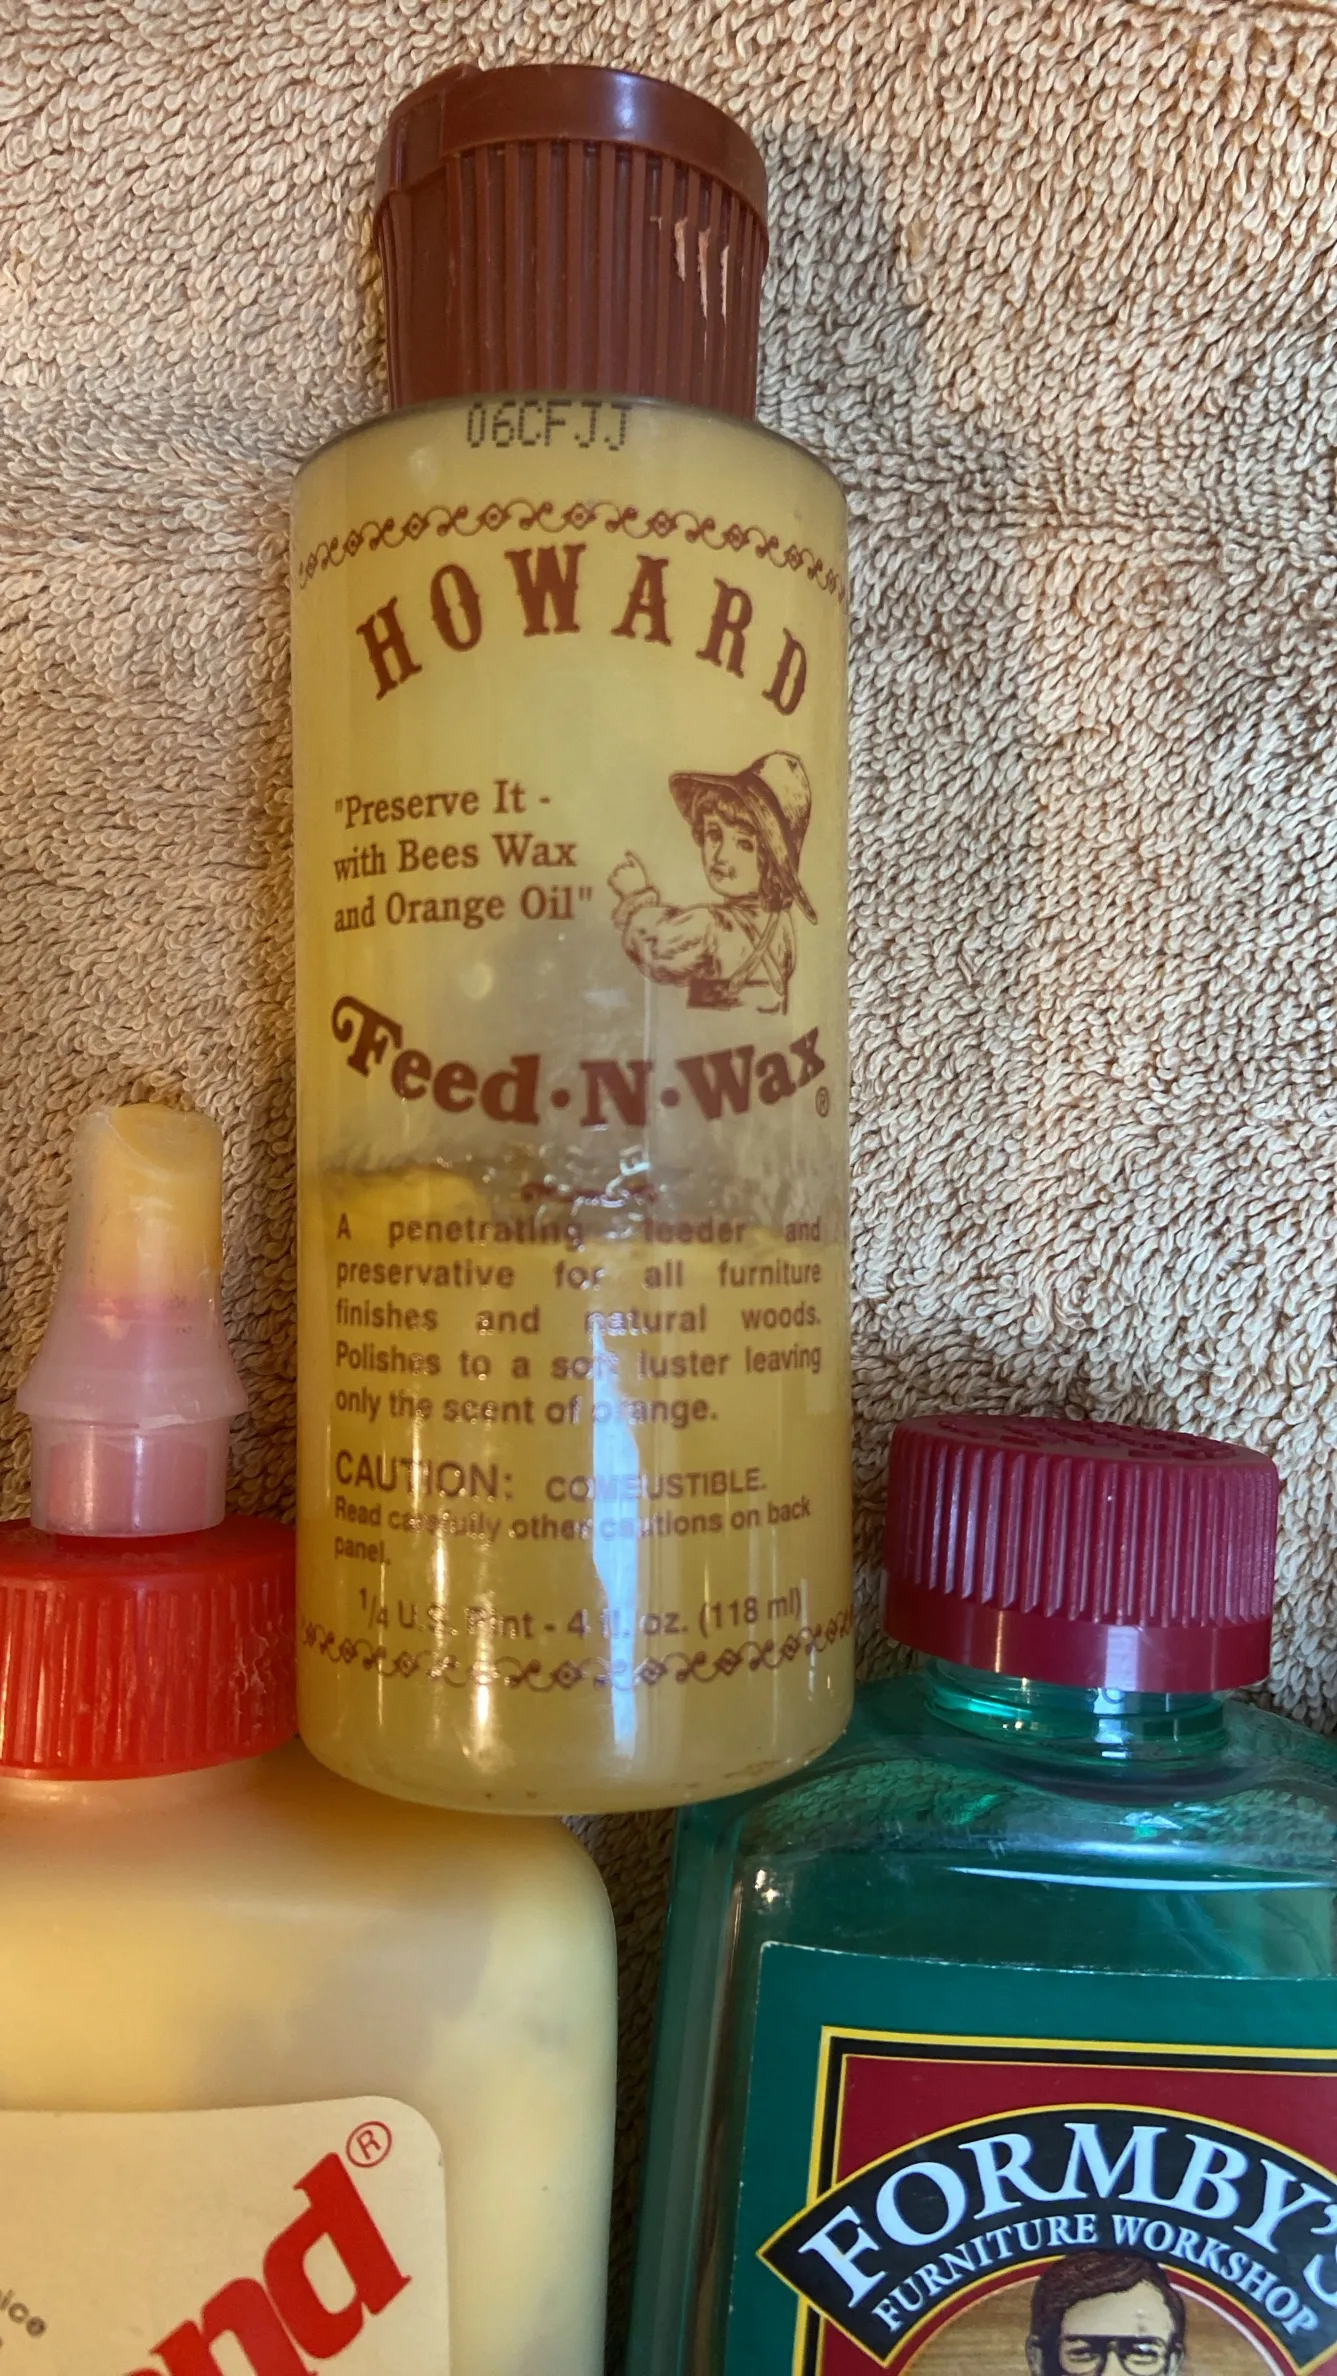 06CFJJ
HOWARD
"Preserve It -
with Bees Wax
and Orange Oil"
Feed·N·Wax®
A penetrating feeder and
preservative for all furniture
finishes and natural woods.
Polishes to a soft luster leaving
only the scent of orange.
CAUTION: COMBUSTIBLE.
Read carefully other cautions on back
panel.
1/4 U.S. Pint - 4 fl. oz. (118 ml)
®
FORMBY'S
FURNITURE WORKSHOP